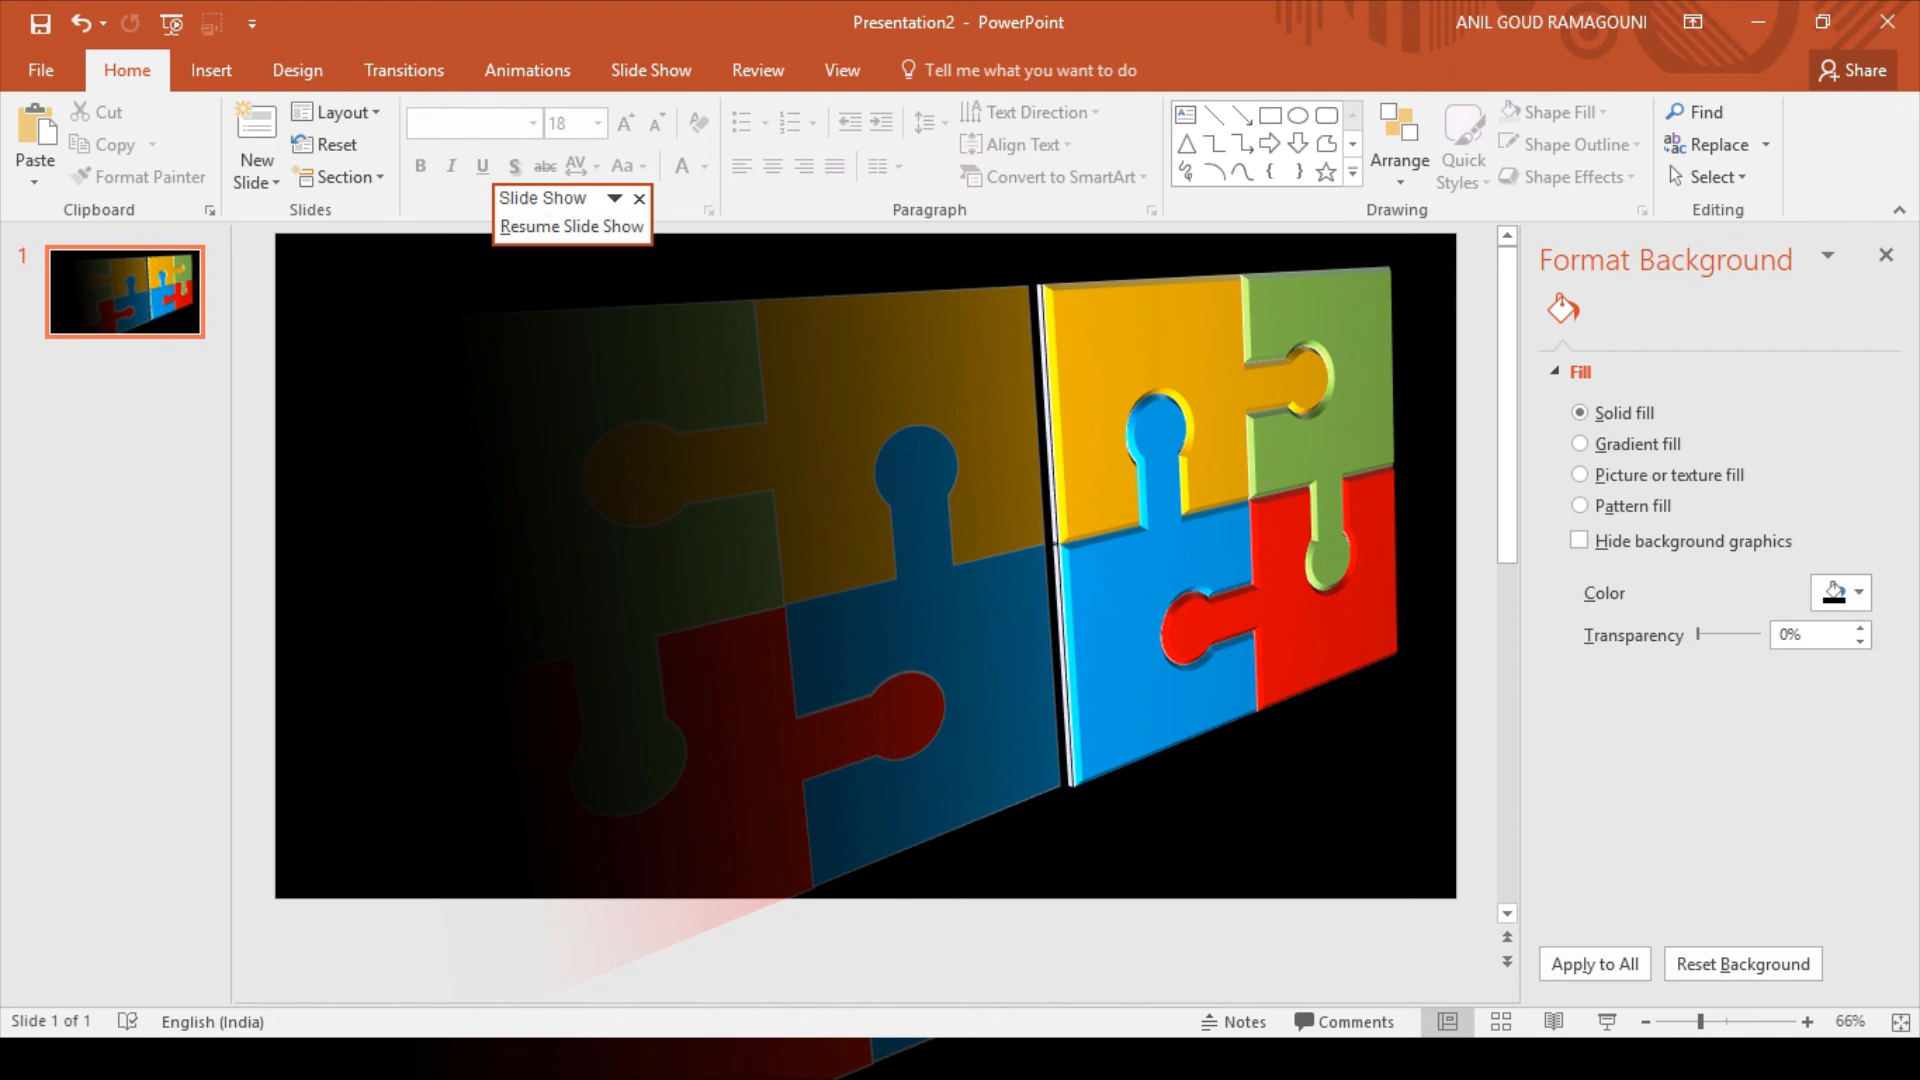 Presentation2 - PowerPoint
ANIL GOUD RAMAGOUNI
File
Home
Insert
Design
Transitions
Animations
Slide Show
Review
View
Tell me what you want to do
Share
Paste
Cut
Copy
Format Painter
Clipboard
New
Slide
Layout
Reset
Section
Slides
18
B I U S abc AV Aa A
Text Direction
Align Text
Convert to SmartArt
Paragraph
Arrange
Quick
Styles
Shape Fill
Shape Outline
Shape Effects
Drawing
Find
Replace
Select
Editing
Slide Show
Resume Slide Show
1
Format Background
Fill
Solid fill
Gradient fill
Picture or texture fill
Pattern fill
Hide background graphics
Color
Transparency
0%
Apply to All
Reset Background
Slide 1 of 1
English (India)
Notes
Comments
66%